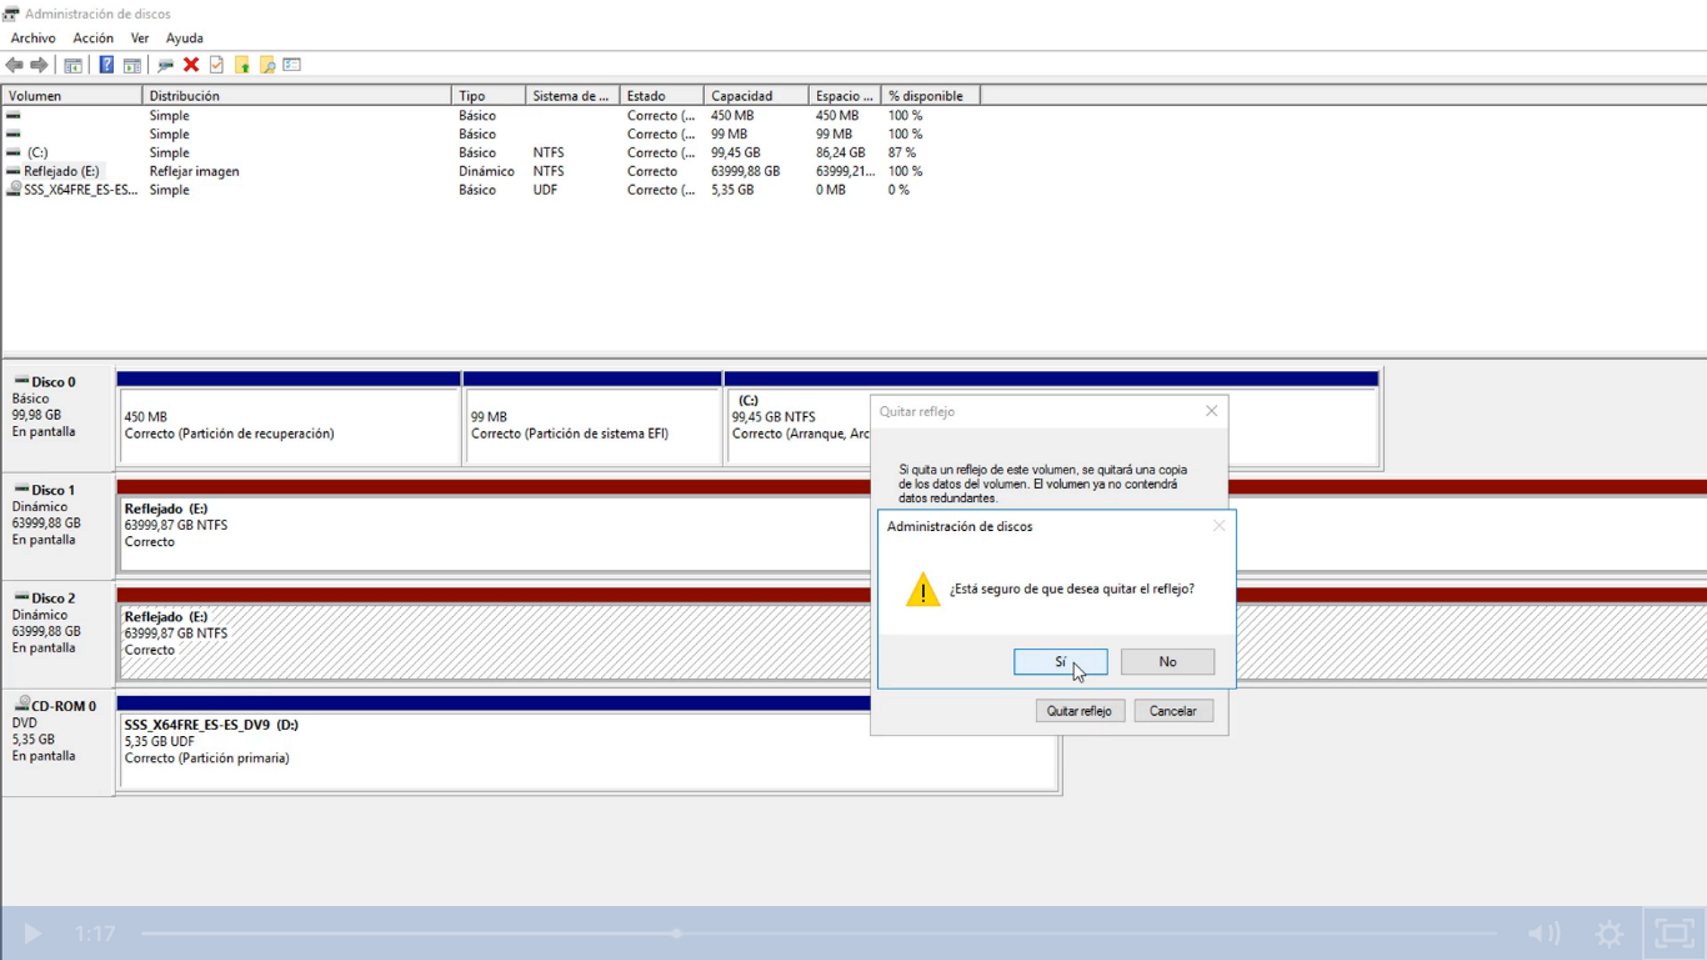 Administración de discos
Archivo Acción Ver Ayuda
Volumen Distribución Tipo Sistema de ... Estado Capacidad Espacio ... % disponible
Simple Básico Correcto (... 450 MB 450 MB 100 %
Simple Básico Correcto (... 99 MB 99 MB 100 %
(C:) Simple Básico NTFS Correcto (... 99,45 GB 86,24 GB 87 %
Reflejado (E:) Reflejar imagen Dinámico NTFS Correcto 63999,88 GB 63999,21... 100 %
SSS_X64FRE_ES-ES... Simple Básico UDF Correcto (... 5,35 GB 0 MB 0 %
Disco 0
Básico
99,98 GB
En pantalla
450 MB
Correcto (Partición de recuperación)
99 MB
Correcto (Partición de sistema EFI)
(C:)
99,45 GB NTFS
Correcto (Arranque, Arc
Disco 1
Dinámico
63999,88 GB
En pantalla
Reflejado (E:)
63999,87 GB NTFS
Correcto
Disco 2
Dinámico
63999,88 GB
En pantalla
Reflejado (E:)
63999,87 GB NTFS
Correcto
CD-ROM 0
DVD
5,35 GB
En pantalla
SSS_X64FRE_ES-ES_DV9 (D:)
5,35 GB UDF
Correcto (Partición primaria)
Quitar reflejo
Si quita un reflejo de este volumen, se quitará una copia
de los datos del volumen. El volumen ya no contendrá
datos redundantes.
Administración de discos
¿Está seguro de que desea quitar el reflejo?
Sí No
Quitar reflejo Cancelar
1:17